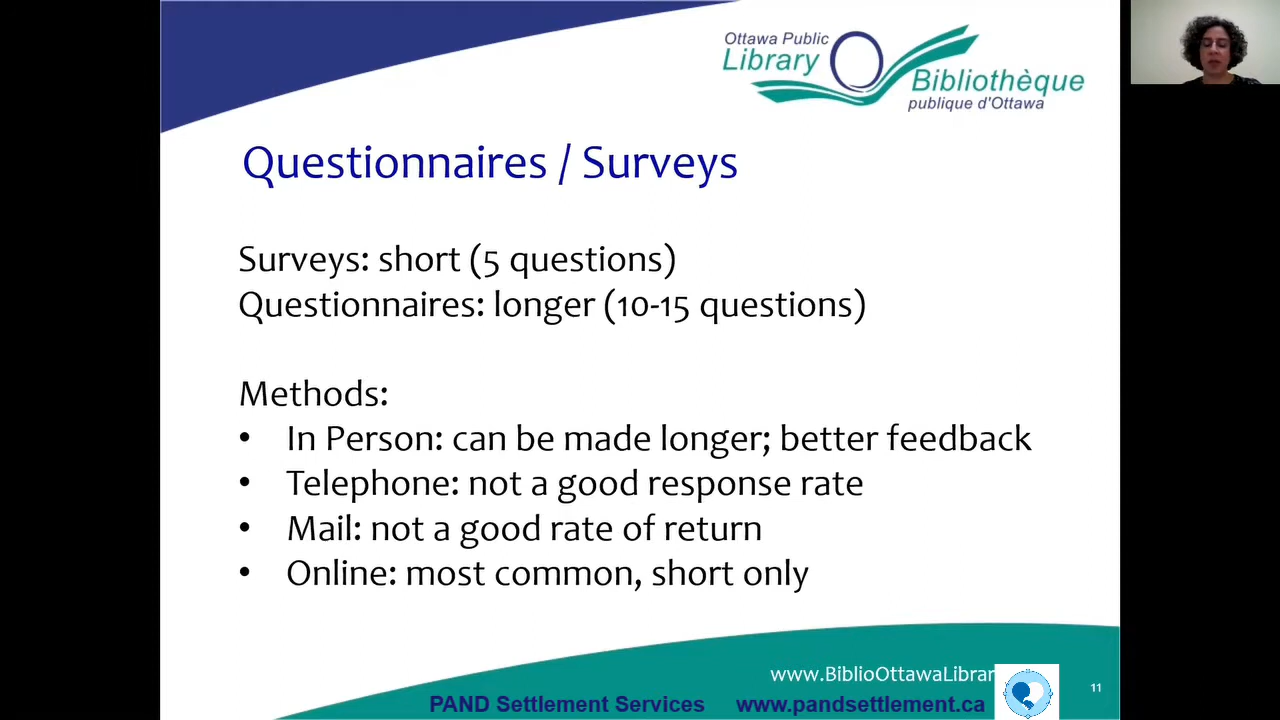 Ottawa Public
Library
Bibliothèque
publique d'Ottawa
Questionnaires / Surveys
Surveys: short (5 questions)
Questionnaires: longer (10-15 questions)
Methods:
• In Person: can be made longer; better feedback
• Telephone: not a good response rate
• Mail: not a good rate of return
• Online: most common, short only
www.BiblioOttawaLibrar
11
PAND Settlement Services www.pandsettlement.ca